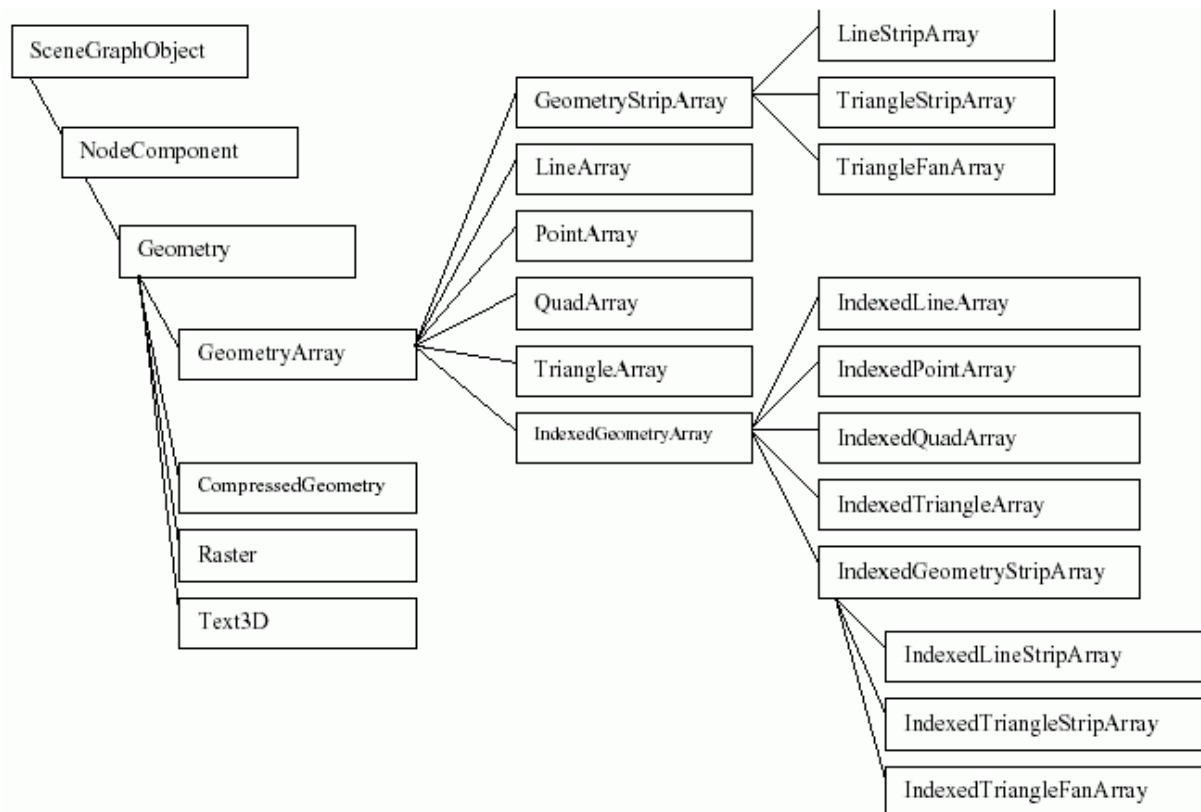 SceneGraphObject
NodeComponent
Geometry
GeometryArray
CompressedGeometry
Raster
Text3D
GeometryStripArray
LineArray
PointArray
QuadArray
TriangleArray
IndexedGeometryArray
LineStripArray
TriangleStripArray
TriangleFanArray
IndexedLineArray
IndexedPointArray
IndexedQuadArray
IndexedTriangleArray
IndexedGeometryStripArray
IndexedLineStripArray
IndexedTriangleStripArray
IndexedTriangleFanArray